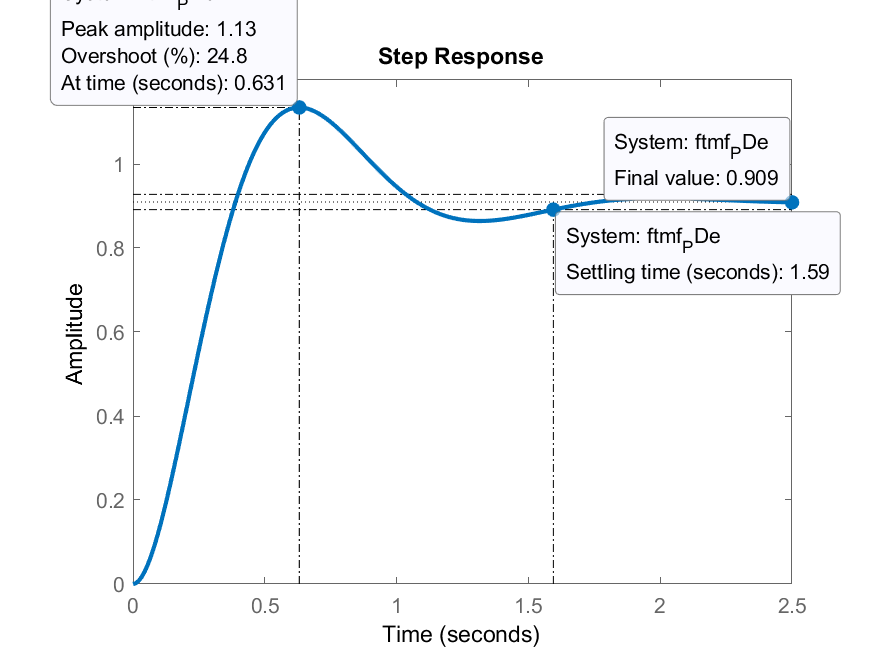 Peak amplitude: 1.13
Overshoot (%): 24.8
At time (seconds): 0.631
Step Response
System: ftmfPDe
Final value: 0.909
System: ftmfPDe
Settling time (seconds): 1.59
Amplitude
1
0.8
0.6
0.4
0.2
0
0 0.5 1 1.5 2 2.5
Time (seconds)